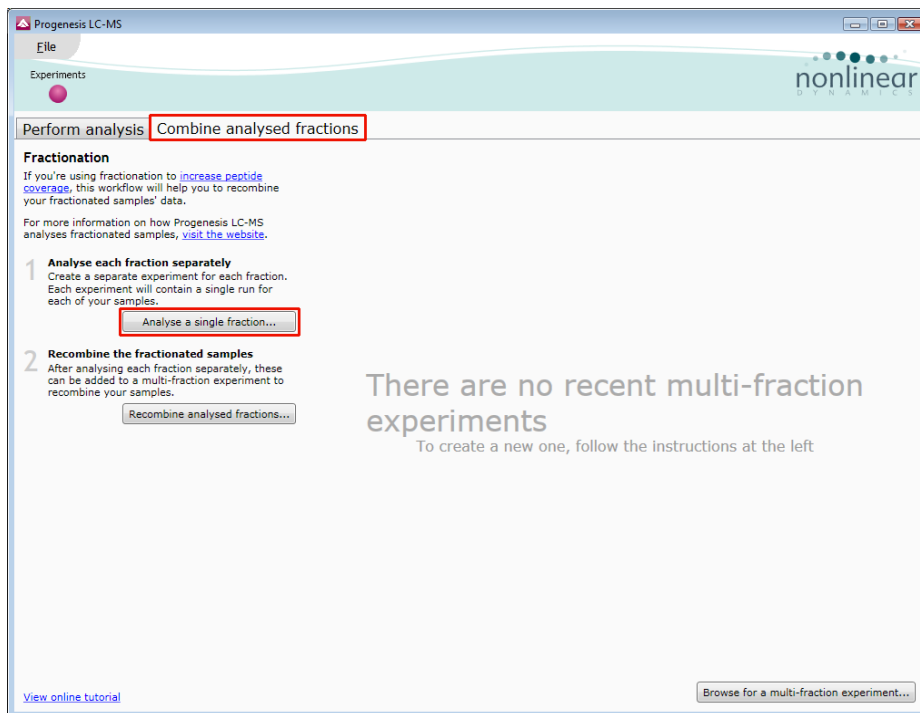 Progenesis LC-MS
File
Experiments
nonlinear
DYNAMICS
Perform analysis
Combine analysed fractions
Fractionation
If you're using fractionation to increase peptide
coverage, this workflow will help you to recombine
your fractionated samples' data.
For more information on how Progenesis LC-MS
analyses fractionated samples, visit the website.
1
Analyse each fraction separately
Create a separate experiment for each fraction.
Each experiment will contain a single run for
each of your samples.
Analyse a single fraction...
2
Recombine the fractionated samples
After analysing each fraction separately, these
can be added to a multi-fraction experiment to
recombine your samples.
Recombine analysed fractions...
There are no recent multi-fraction
experiments
To create a new one, follow the instructions at the left
View online tutorial
Browse for a multi-fraction experiment...